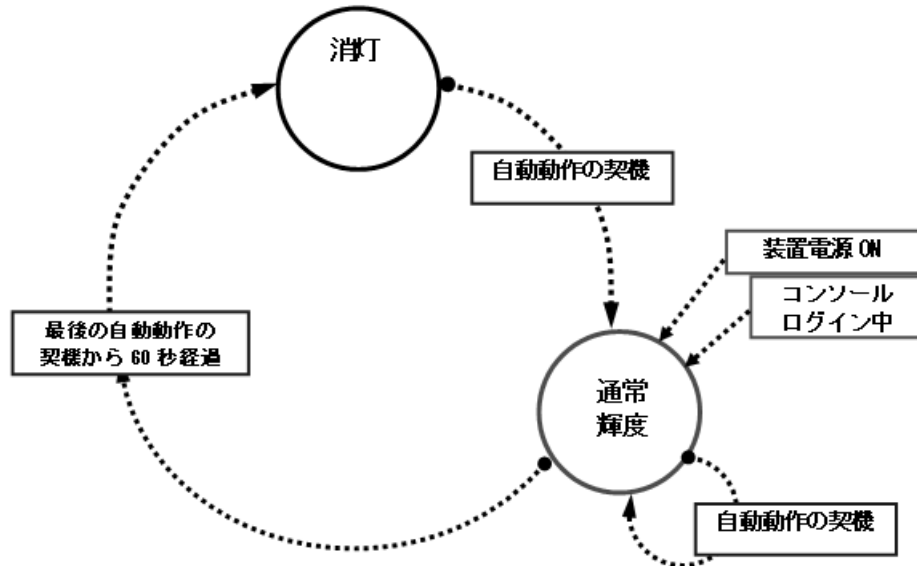 消灯
自動動作の契機
装置電源 ON
コンソール
ログイン中
最後の自動動作の
契機から 60 秒経過
通常
輝度
自動動作の契機